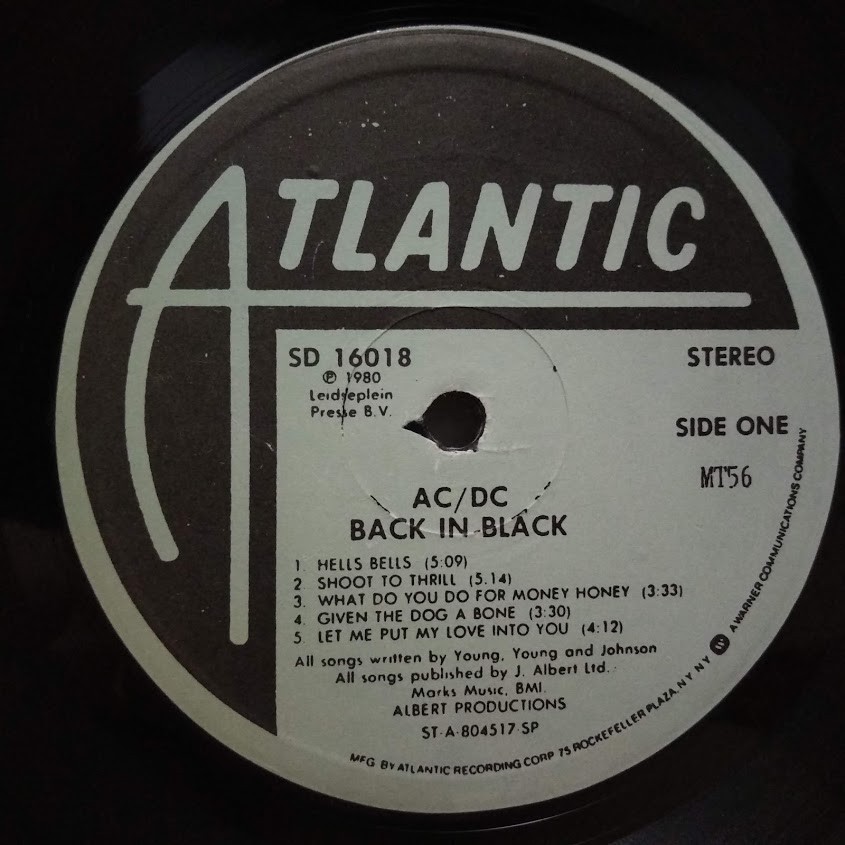 ATLANTIC
SD 16018
℗ 1980
Leidseplein
Presse B.V.
STEREO
SIDE ONE
MT56
AC/DC
BACK IN BLACK
1. HELLS BELLS (5:09)
2. SHOOT TO THRILL (5.14)
3. WHAT DO YOU DO FOR MONEY HONEY (3:33)
4. GIVEN THE DOG A BONE (3:30)
5. LET ME PUT MY LOVE INTO YOU (4:12)
All songs written by Young, Young and Johnson
All songs published by J. Albert Ltd.
Marks Music, BMI.
ALBERT PRODUCTIONS
ST-A-804517-SP
MFG BY ATLANTIC RECORDING CORP 75 ROCKEFELLER PLAZA, N Y N Y A WARNER COMMUNICATIONS COMPANY